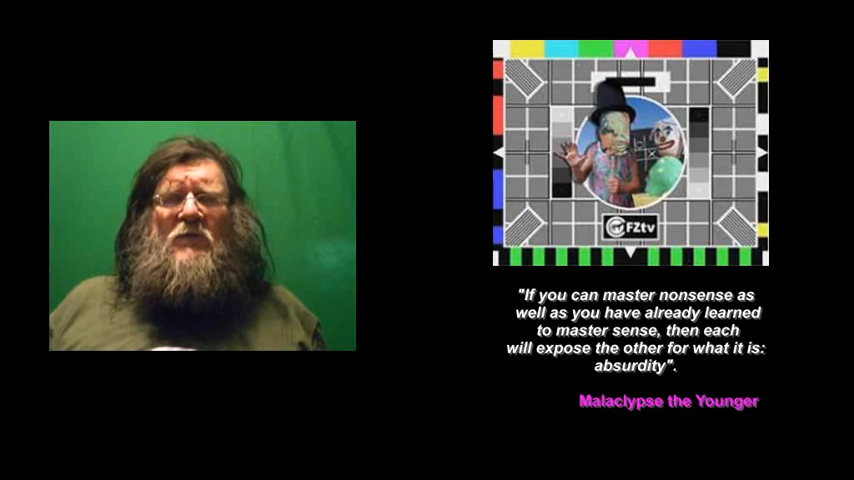 CFZtv
"If you can master nonsense as
well as you have already learned
to master sense, then each
will expose the other for what it is:
absurdity".
Malaclypse the Younger